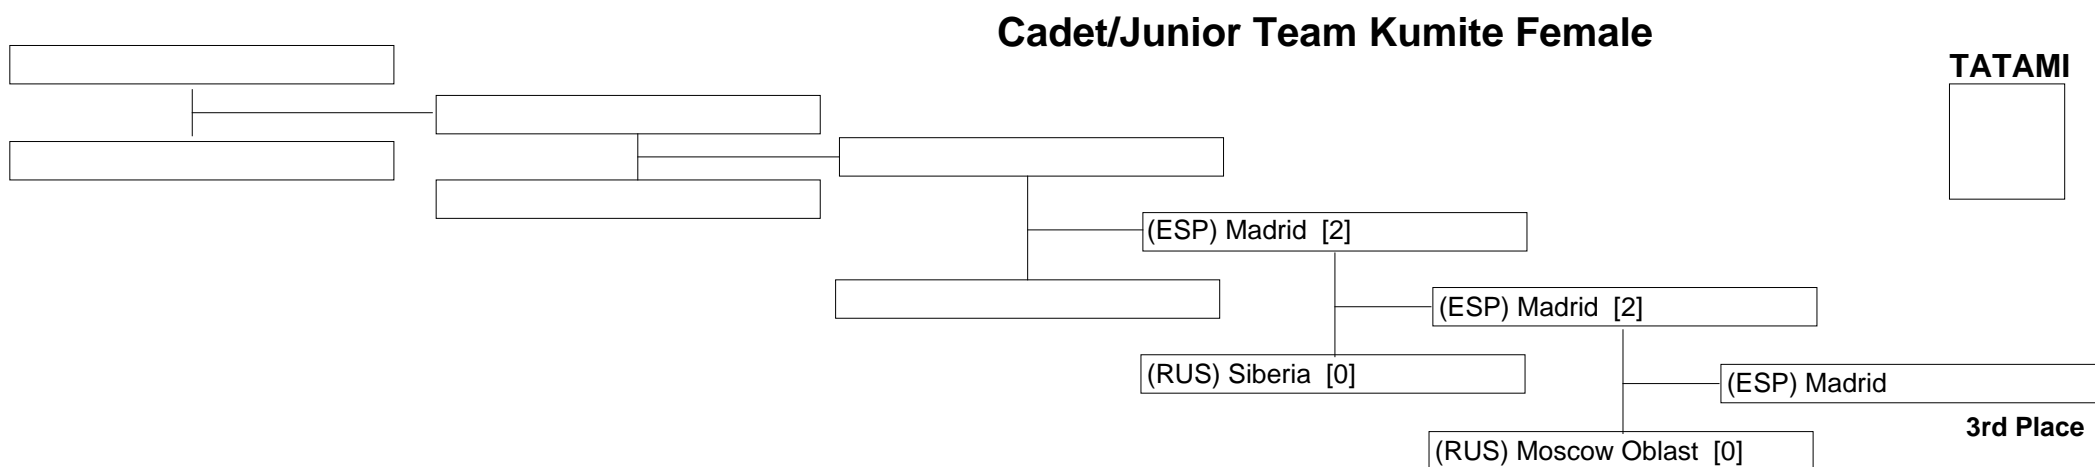 Cadet/Junior Team Kumite Female
TATAMI
(ESP) Madrid [2]
(ESP) Madrid [2]
(RUS) Siberia [0]
(ESP) Madrid
3rd Place
(RUS) Moscow Oblast [0]